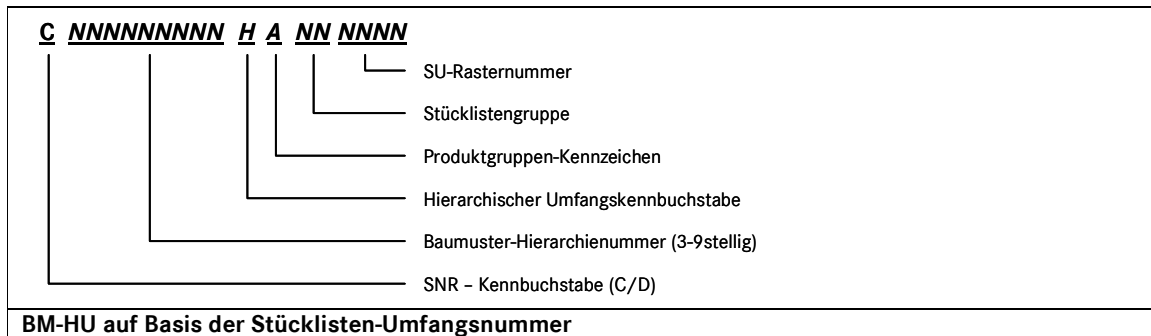 C NNNNNNNNN H A NN NNNN
SU-Rasternummer
Stücklistengruppe
Produktgruppen-Kennzeichen
Hierarchischer Umfangskennbuchstabe
Baumuster-Hierarchienummer (3-9stellig)
SNR – Kennbuchstabe (C/D)
BM-HU auf Basis der Stücklisten-Umfangsnummer